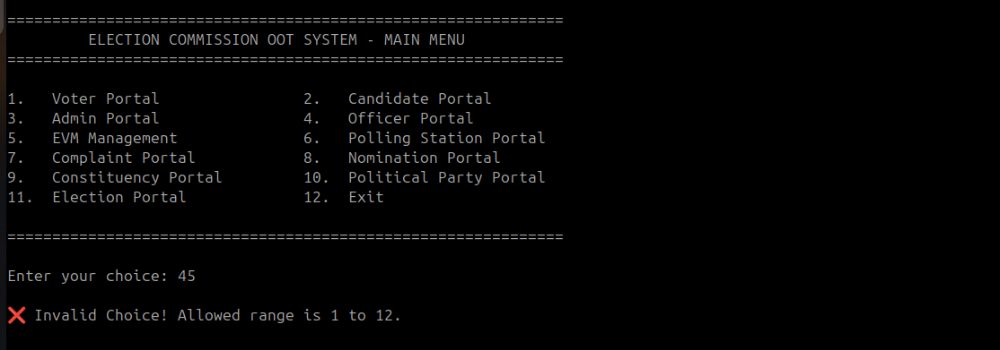 ==============================================================
ELECTION COMMISSION OOT SYSTEM - MAIN MENU
==============================================================
1. Voter Portal 2. Candidate Portal
3. Admin Portal 4. Officer Portal
5. EVM Management 6. Polling Station Portal
7. Complaint Portal 8. Nomination Portal
9. Constituency Portal 10. Political Party Portal
11. Election Portal 12. Exit
==============================================================
Enter your choice: 45
❌ Invalid Choice! Allowed range is 1 to 12.